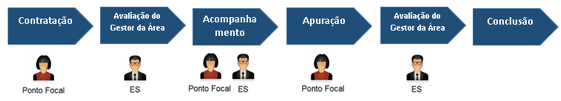 Contratação
Avaliação do
Gestor da Área
Acompanha
mento
Apuração
Avaliação do
Gestor da Área
Conclusão
Ponto Focal
ES
Ponto Focal
ES
Ponto Focal
ES